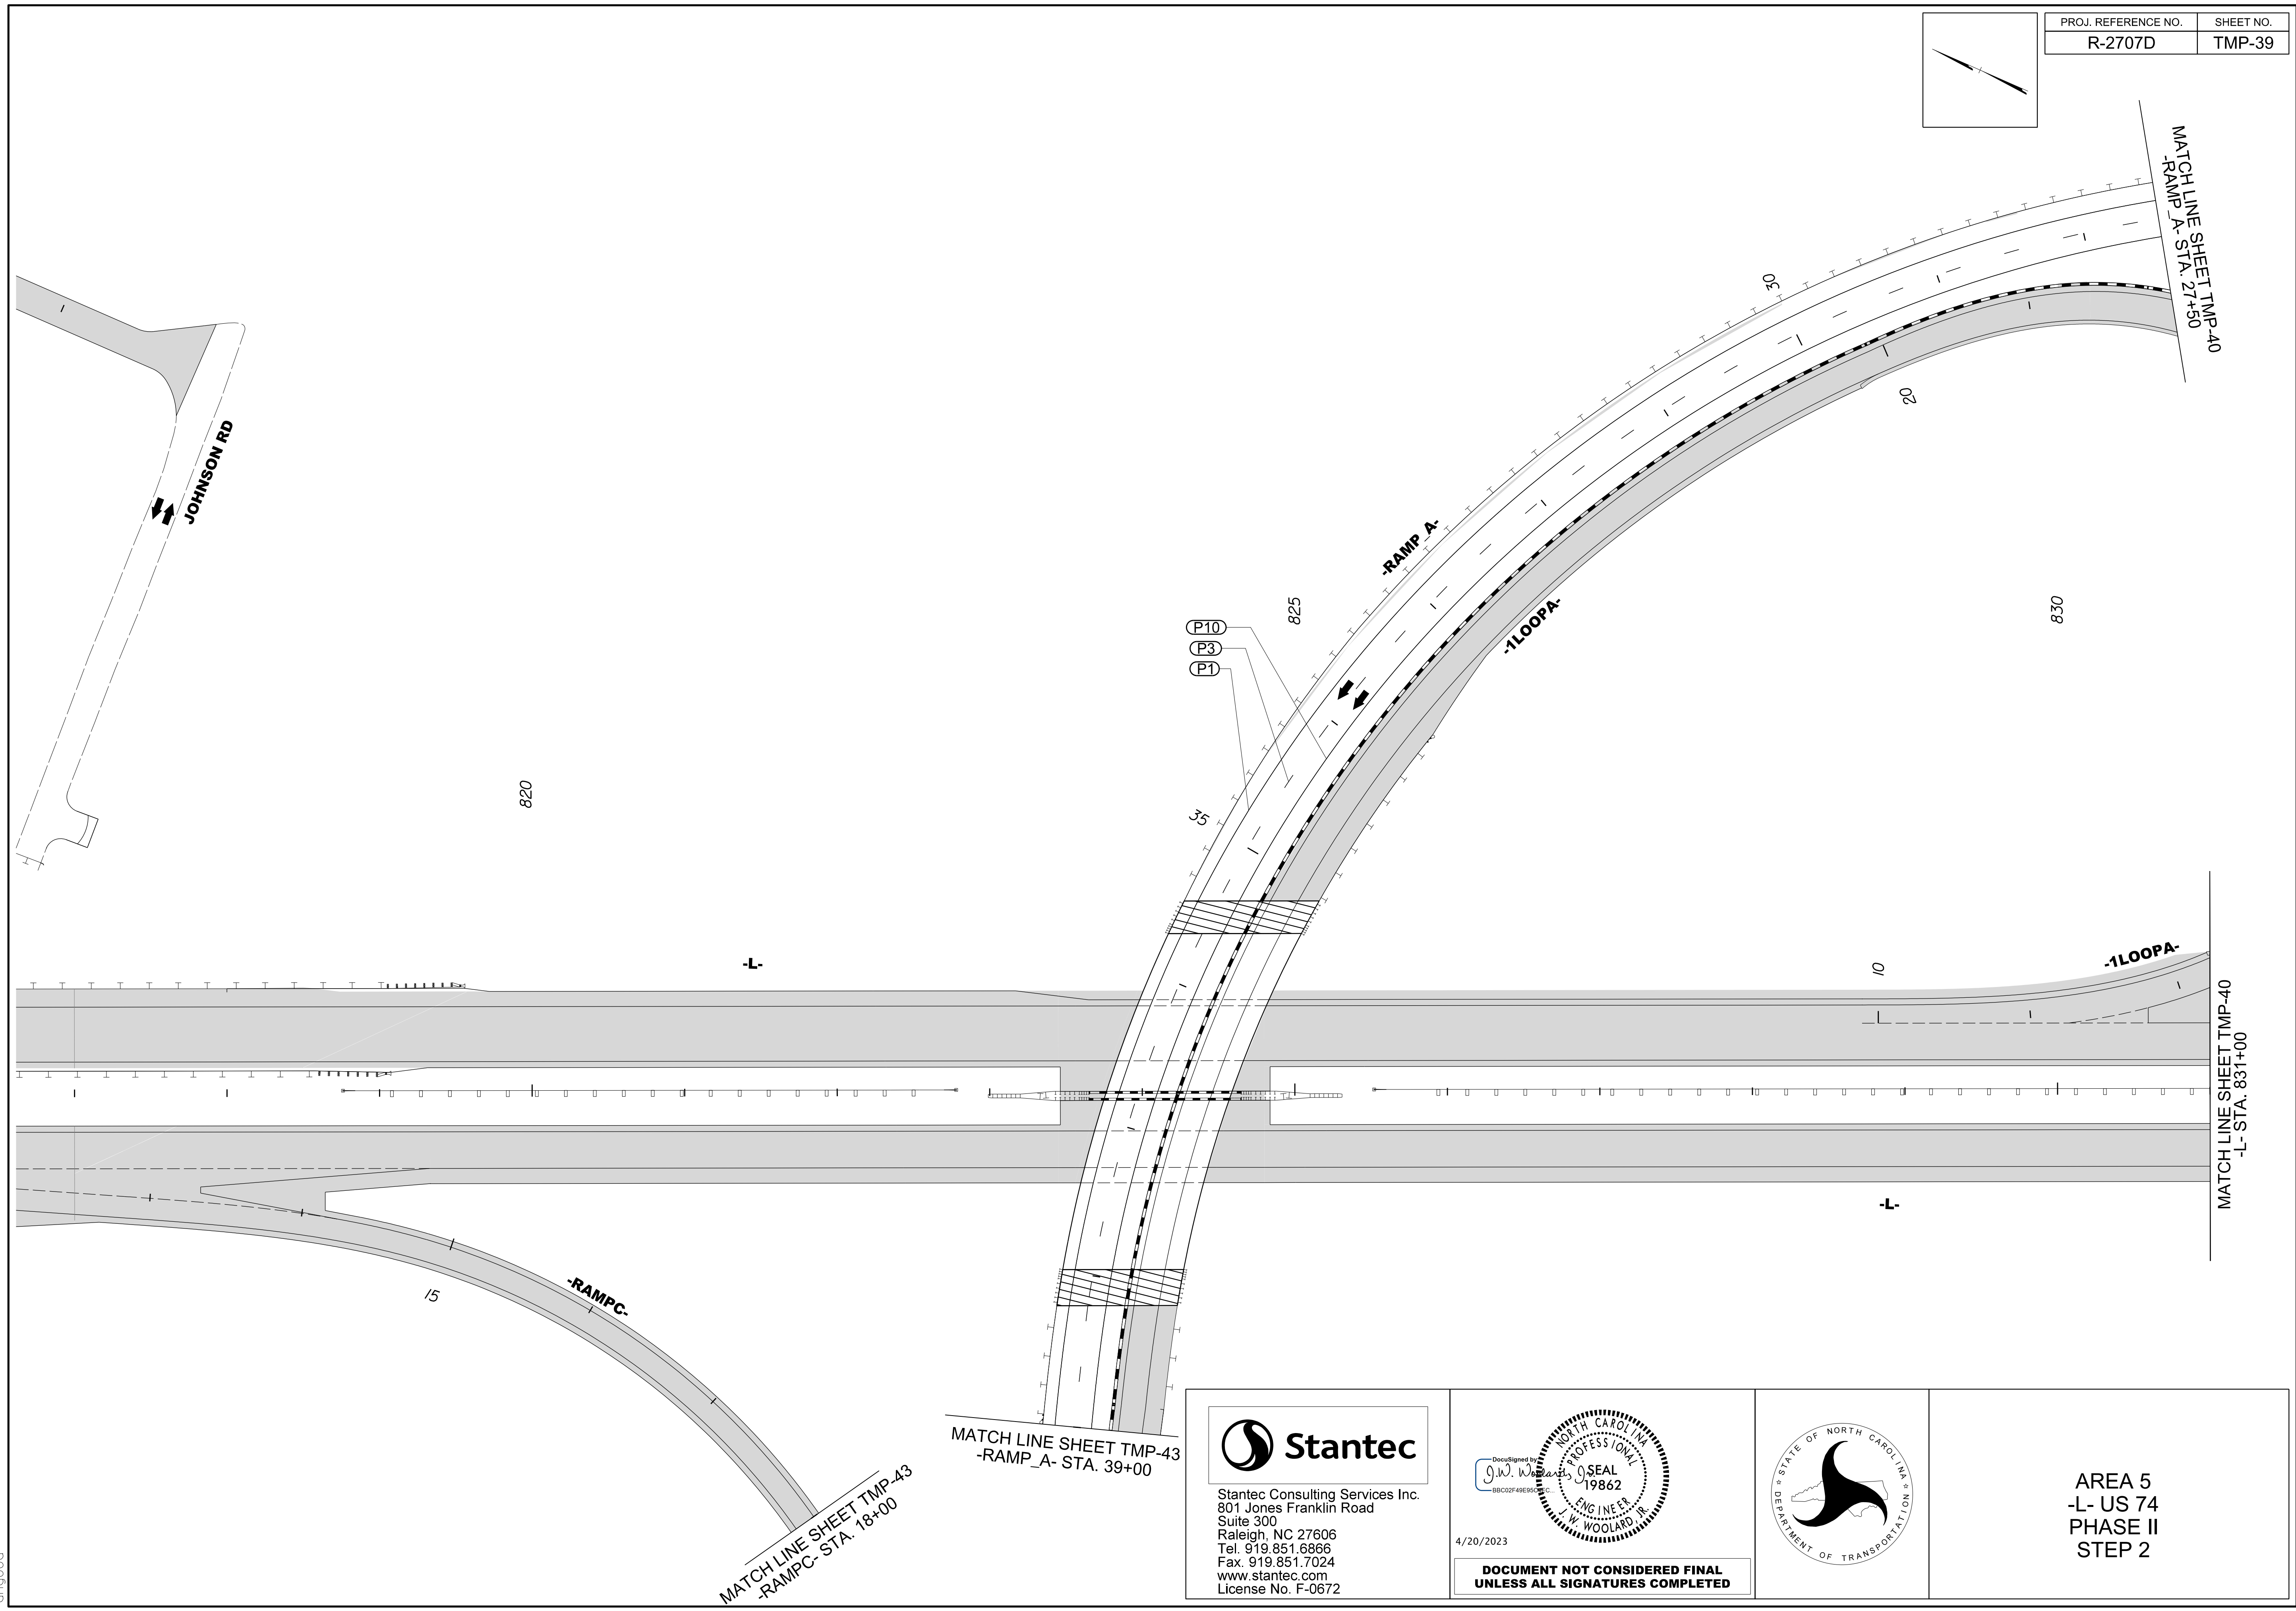 PROJ. REFERENCE NO.
SHEET NO.
R-2707D
TMP-39
MATCH LINE SHEET TMP-40
-RAMP_A- STA. 27+50
30
20
JOHNSON RD
-RAMP_A-
-1LOOPA-
825
830
P10
P3
P1
820
35
-L-
10
-1LOOPA-
MATCH LINE SHEET TMP-40
-L- STA. 831+00
-L-
15
-RAMPC-
MATCH LINE SHEET TMP-43
-RAMP_A- STA. 39+00
MATCH LINE SHEET TMP-43
-RAMPC- STA. 18+00
Stantec
Stantec Consulting Services Inc.
801 Jones Franklin Road
Suite 300
Raleigh, NC 27606
Tel. 919.851.6866
Fax. 919.851.7024
www.stantec.com
License No. F-0672
DocuSigned by
J.W. Woolard, Jr.
NORTH CAROLINA
PROFESSIONAL
SEAL
19862
ENGINEER
J. W. WOOLARD, JR.
4/20/2023
DOCUMENT NOT CONSIDERED FINAL
UNLESS ALL SIGNATURES COMPLETED
STATE OF NORTH CAROLINA
DEPARTMENT OF TRANSPORTATION
AREA 5
-L- US 74
PHASE II
STEP 2